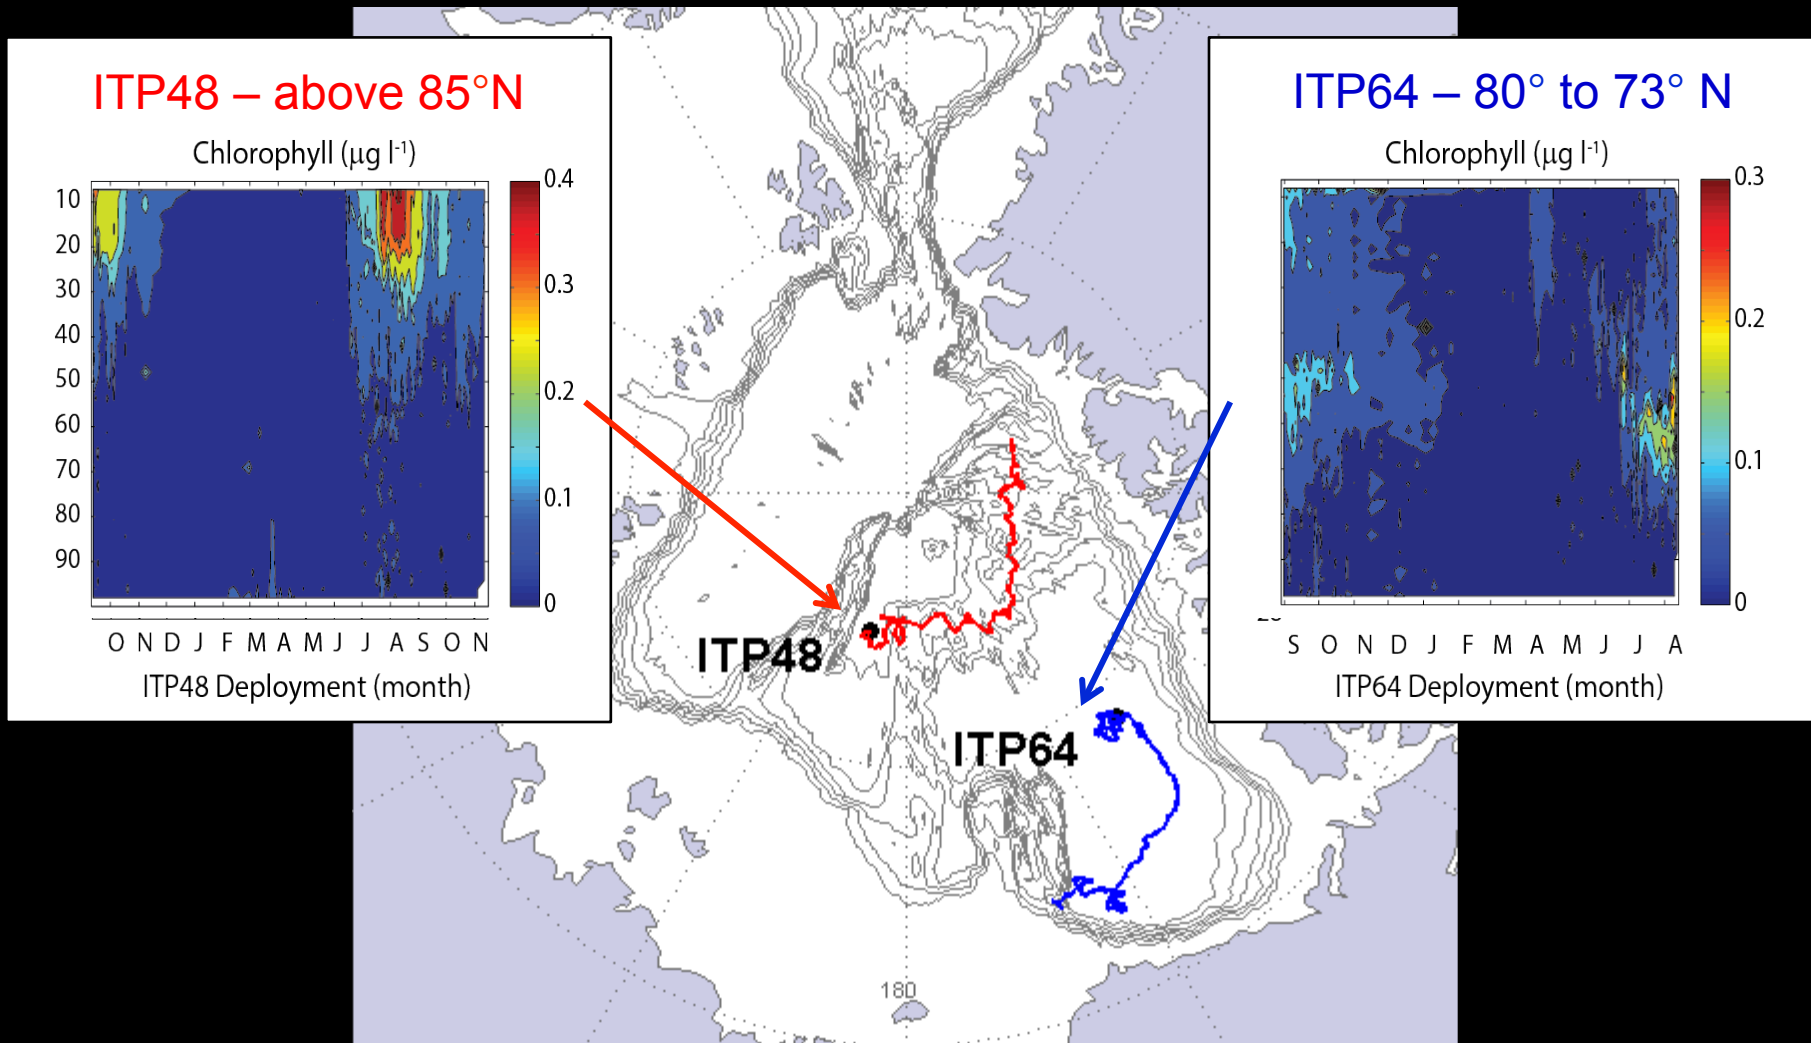 ITP48 – above 85°N
Chlorophyll (μg l-1)
0.4
0.3
0.2
0.1
0
10
20
30
40
50
60
70
80
90
O N D J F M A M J J A S O N
ITP48 Deployment (month)
ITP64 – 80° to 73° N
Chlorophyll (μg l-1)
0.3
0.2
0.1
0
S O N D J F M A M J J A
ITP64 Deployment (month)
ITP48
ITP64
180